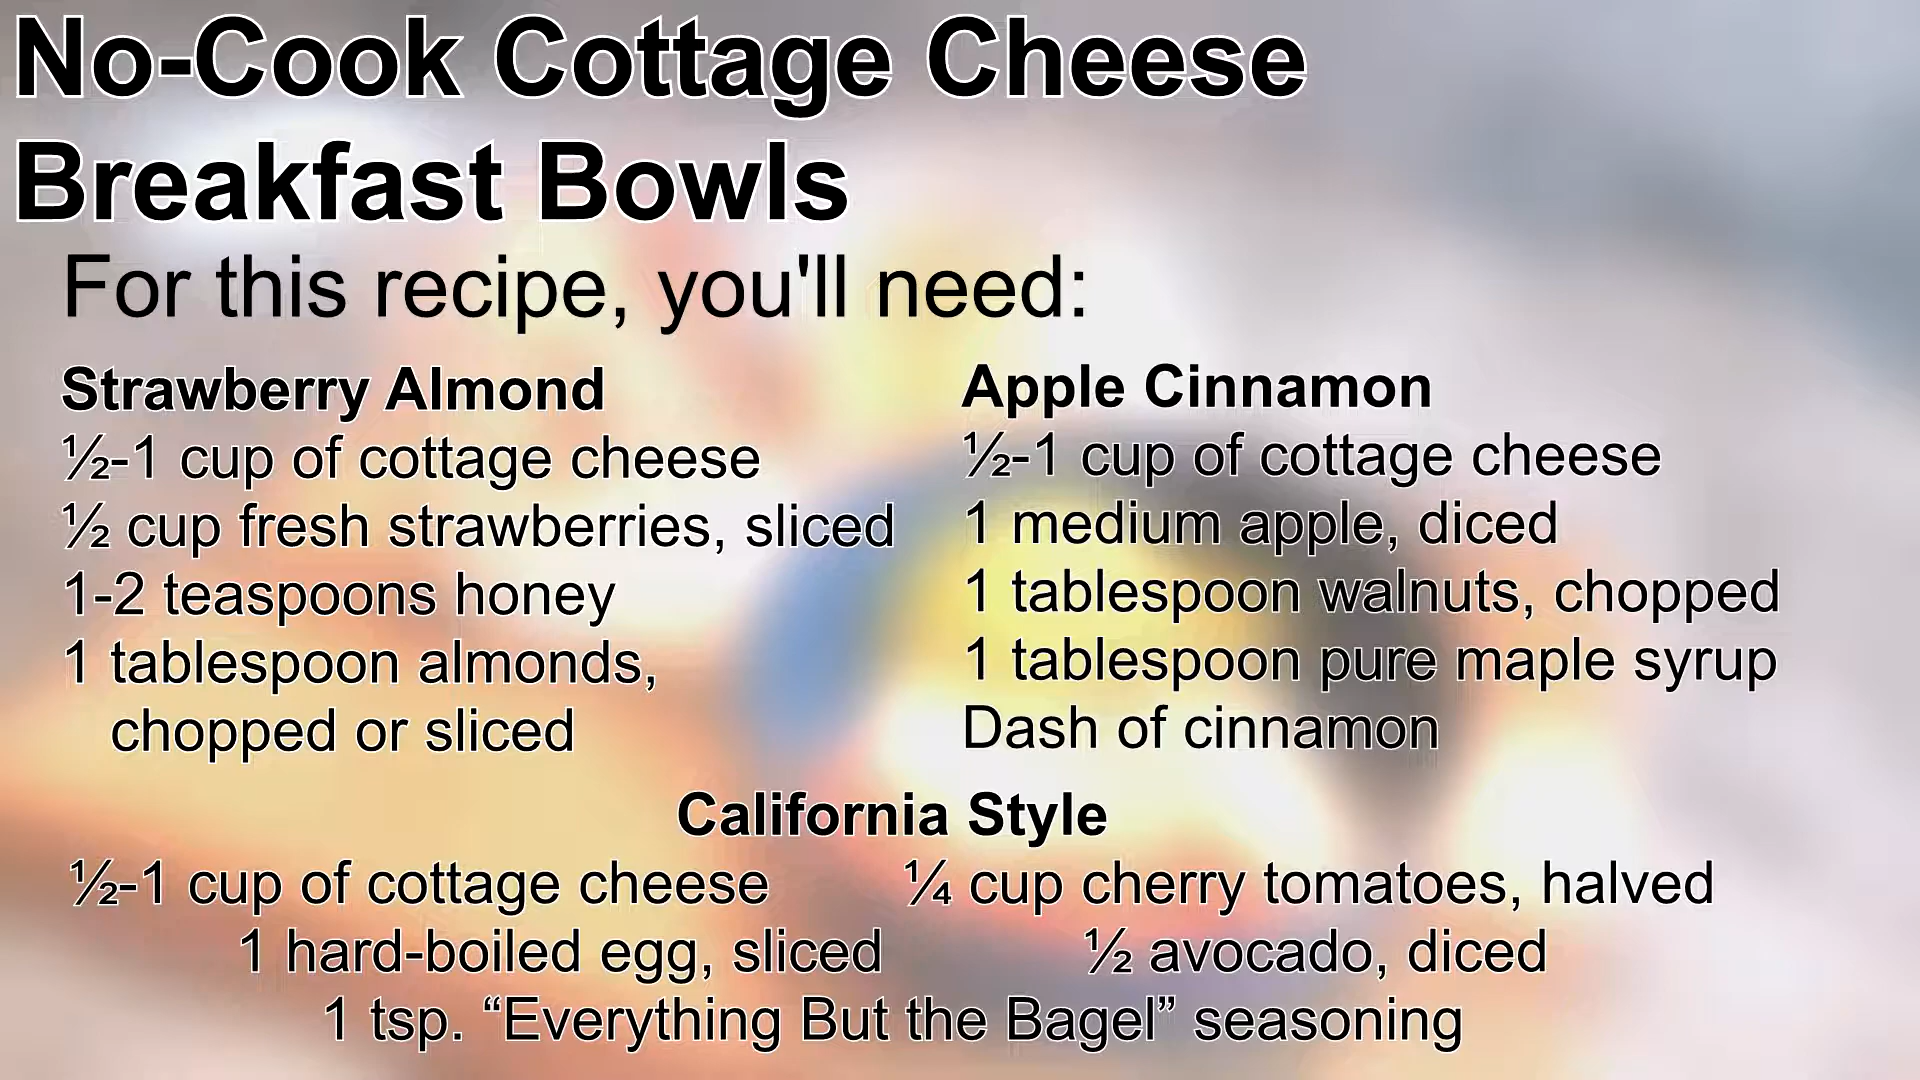 No-Cook Cottage Cheese
Breakfast Bowls
For this recipe, you'll need:
Strawberry Almond
½-1 cup of cottage cheese
½ cup fresh strawberries, sliced
1-2 teaspoons honey
1 tablespoon almonds,
chopped or sliced
Apple Cinnamon
½-1 cup of cottage cheese
1 medium apple, diced
1 tablespoon walnuts, chopped
1 tablespoon pure maple syrup
Dash of cinnamon
California Style
½-1 cup of cottage cheese ¼ cup cherry tomatoes, halved
1 hard-boiled egg, sliced ½ avocado, diced
1 tsp. “Everything But the Bagel” seasoning